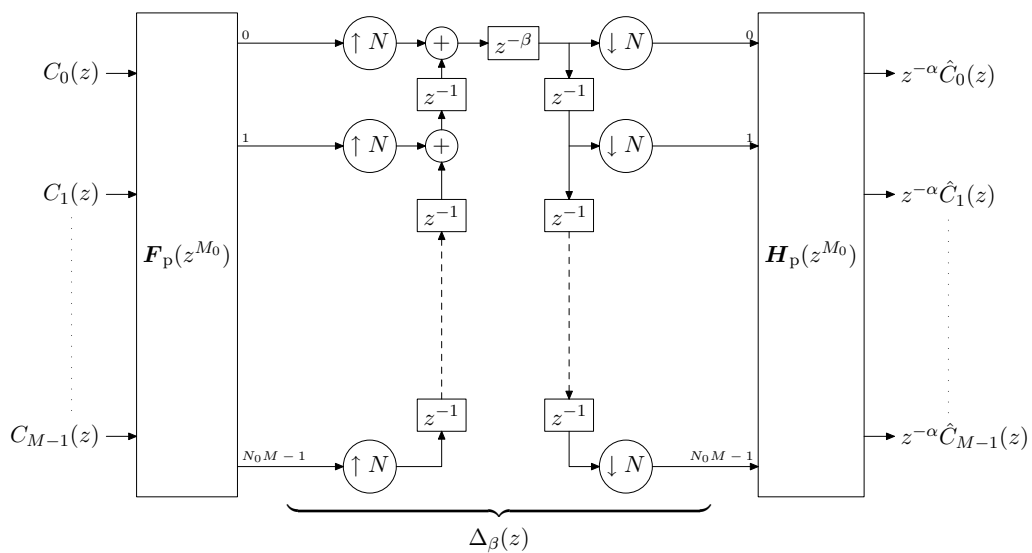 0 ↑ N + z^{-β} ↓ N 0
C_0(z) z^{-α}Ĉ_0(z)
z^{-1} z^{-1}
1 ↑ N + ↓ N 1
C_1(z) z^{-α}Ĉ_1(z)
z^{-1} z^{-1}
F_p(z^{M_0}) H_p(z^{M_0})
z^{-1} z^{-1}
C_{M-1}(z) z^{-α}Ĉ_{M-1}(z)
N_0M-1 ↑ N ↓ N N_0M-1
Δ_β(z)